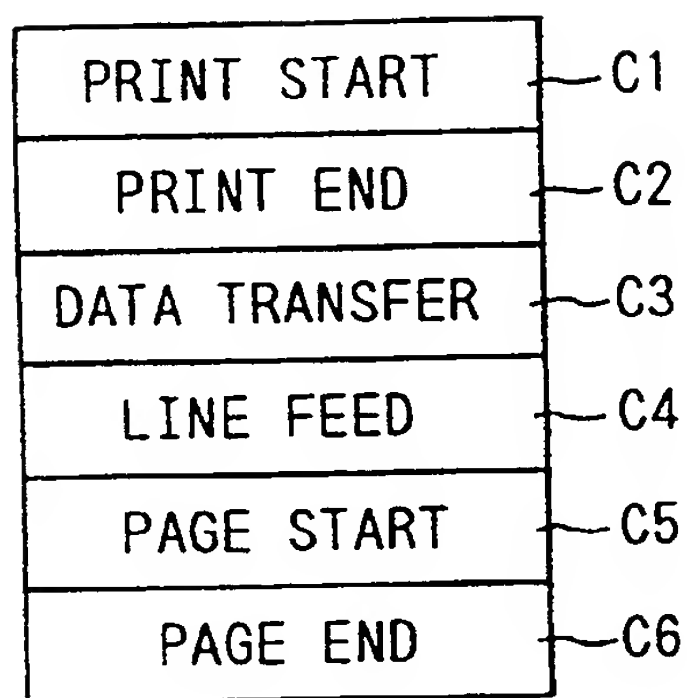 PRINT START C1
PRINT END C2
DATA TRANSFER C3
LINE FEED C4
PAGE START C5
PAGE END C6